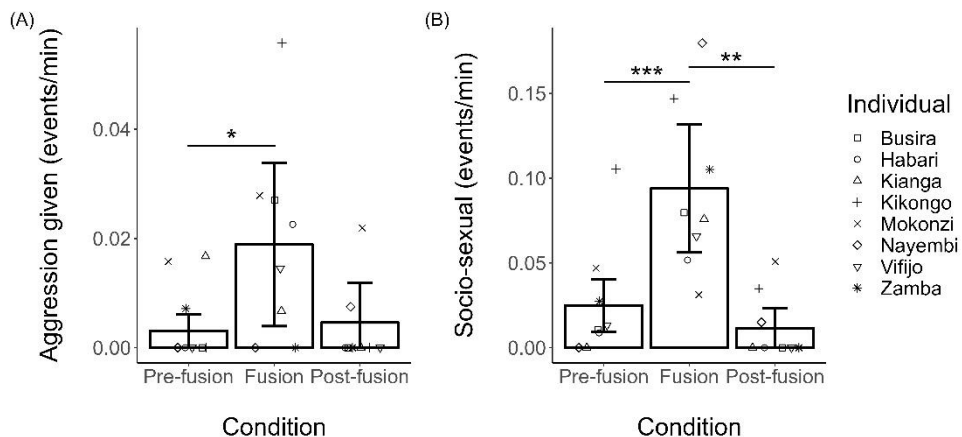 (A)
Aggression given (events/min)
0.04
0.02
0.00
*
Pre-fusion Fusion Post-fusion
Condition
(B)
Socio-sexual (events/min)
0.15
0.10
0.05
0.00
***
**
Pre-fusion Fusion Post-fusion
Condition
Individual
Busira
Habari
Kianga
Kikongo
Mokonzi
Nayembi
Vifijo
Zamba